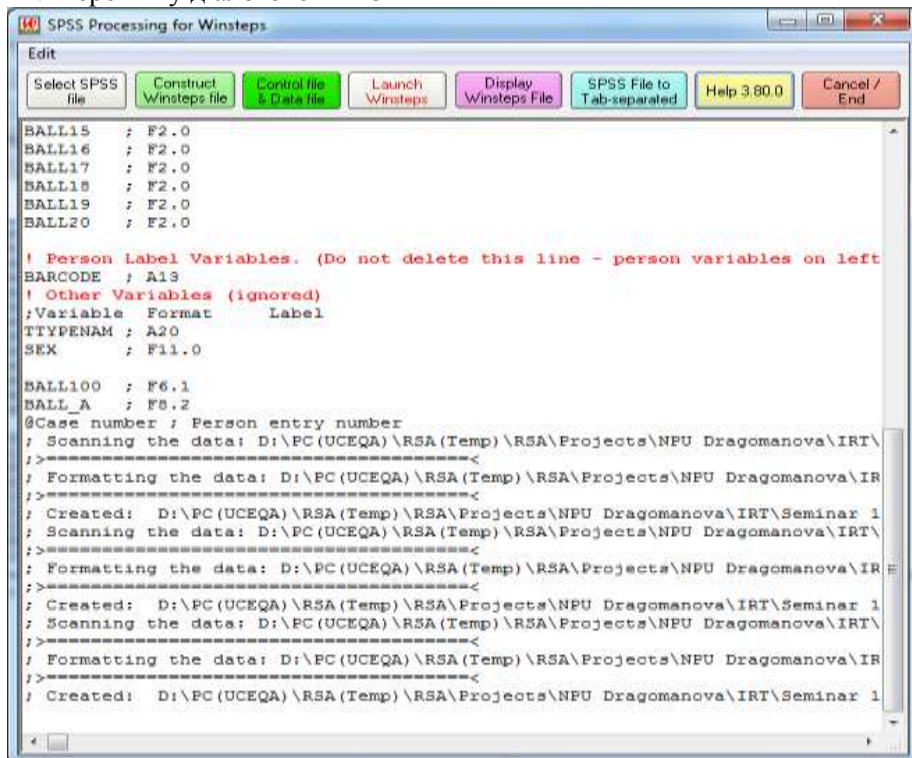 SPSS Processing for Winsteps
Edit
Select SPSS file
Construct Winsteps file
Control file & Data file
Launch Winsteps
Display Winsteps File
SPSS File to Tab-separated
Help 3.80.0
Cancel / End
BALL15 ; F2.0
BALL16 ; F2.0
BALL17 ; F2.0
BALL18 ; F2.0
BALL19 ; F2.0
BALL20 ; F2.0
! Person Label Variables. (Do not delete this line - person variables on left
BARCODE ; A13
! Other Variables (ignored)
;Variable Format Label
TTYPENAM ; A20
SEX ; F11.0
BALL100 ; F6.1
BALL_A ; F8.2
@Case number ; Person entry number
; Scanning the data: D:\PC(UCEQA)\RSA(Temp)\RSA\Projects\NPU Dragomanova\IRT\
;>========================================<
; Formatting the data: D:\PC(UCEQA)\RSA(Temp)\RSA\Projects\NPU Dragomanova\IR
;>========================================<
; Created: D:\PC(UCEQA)\RSA(Temp)\RSA\Projects\NPU Dragomanova\IRT\Seminar 1
; Scanning the data: D:\PC(UCEQA)\RSA(Temp)\RSA\Projects\NPU Dragomanova\IRT\
;>========================================<
; Formatting the data: D:\PC(UCEQA)\RSA(Temp)\RSA\Projects\NPU Dragomanova\IR
;>========================================<
; Created: D:\PC(UCEQA)\RSA(Temp)\RSA\Projects\NPU Dragomanova\IRT\Seminar 1
; Scanning the data: D:\PC(UCEQA)\RSA(Temp)\RSA\Projects\NPU Dragomanova\IRT\
;>========================================<
; Formatting the data: D:\PC(UCEQA)\RSA(Temp)\RSA\Projects\NPU Dragomanova\IR
;>========================================<
; Created: D:\PC(UCEQA)\RSA(Temp)\RSA\Projects\NPU Dragomanova\IRT\Seminar 1